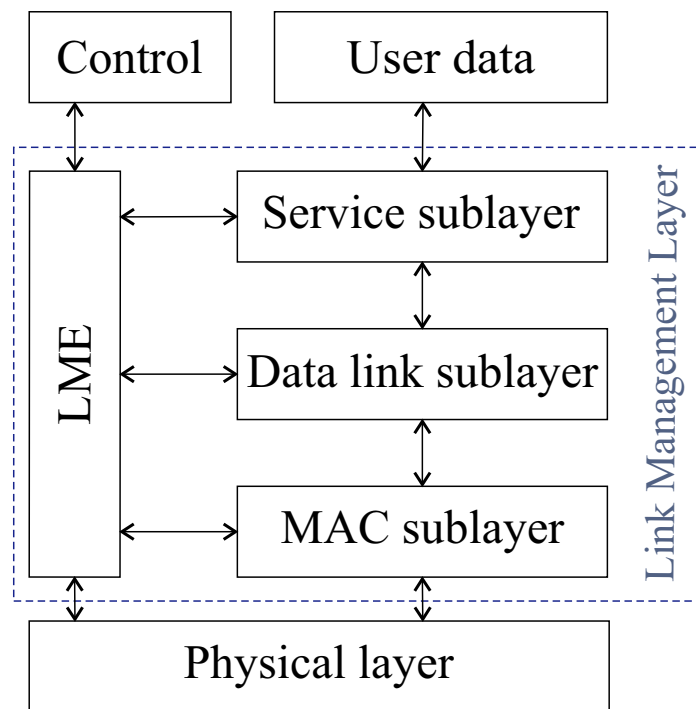 Control
User data
Service sublayer
LME
Data link sublayer
MAC sublayer
Link Management Layer
Physical layer